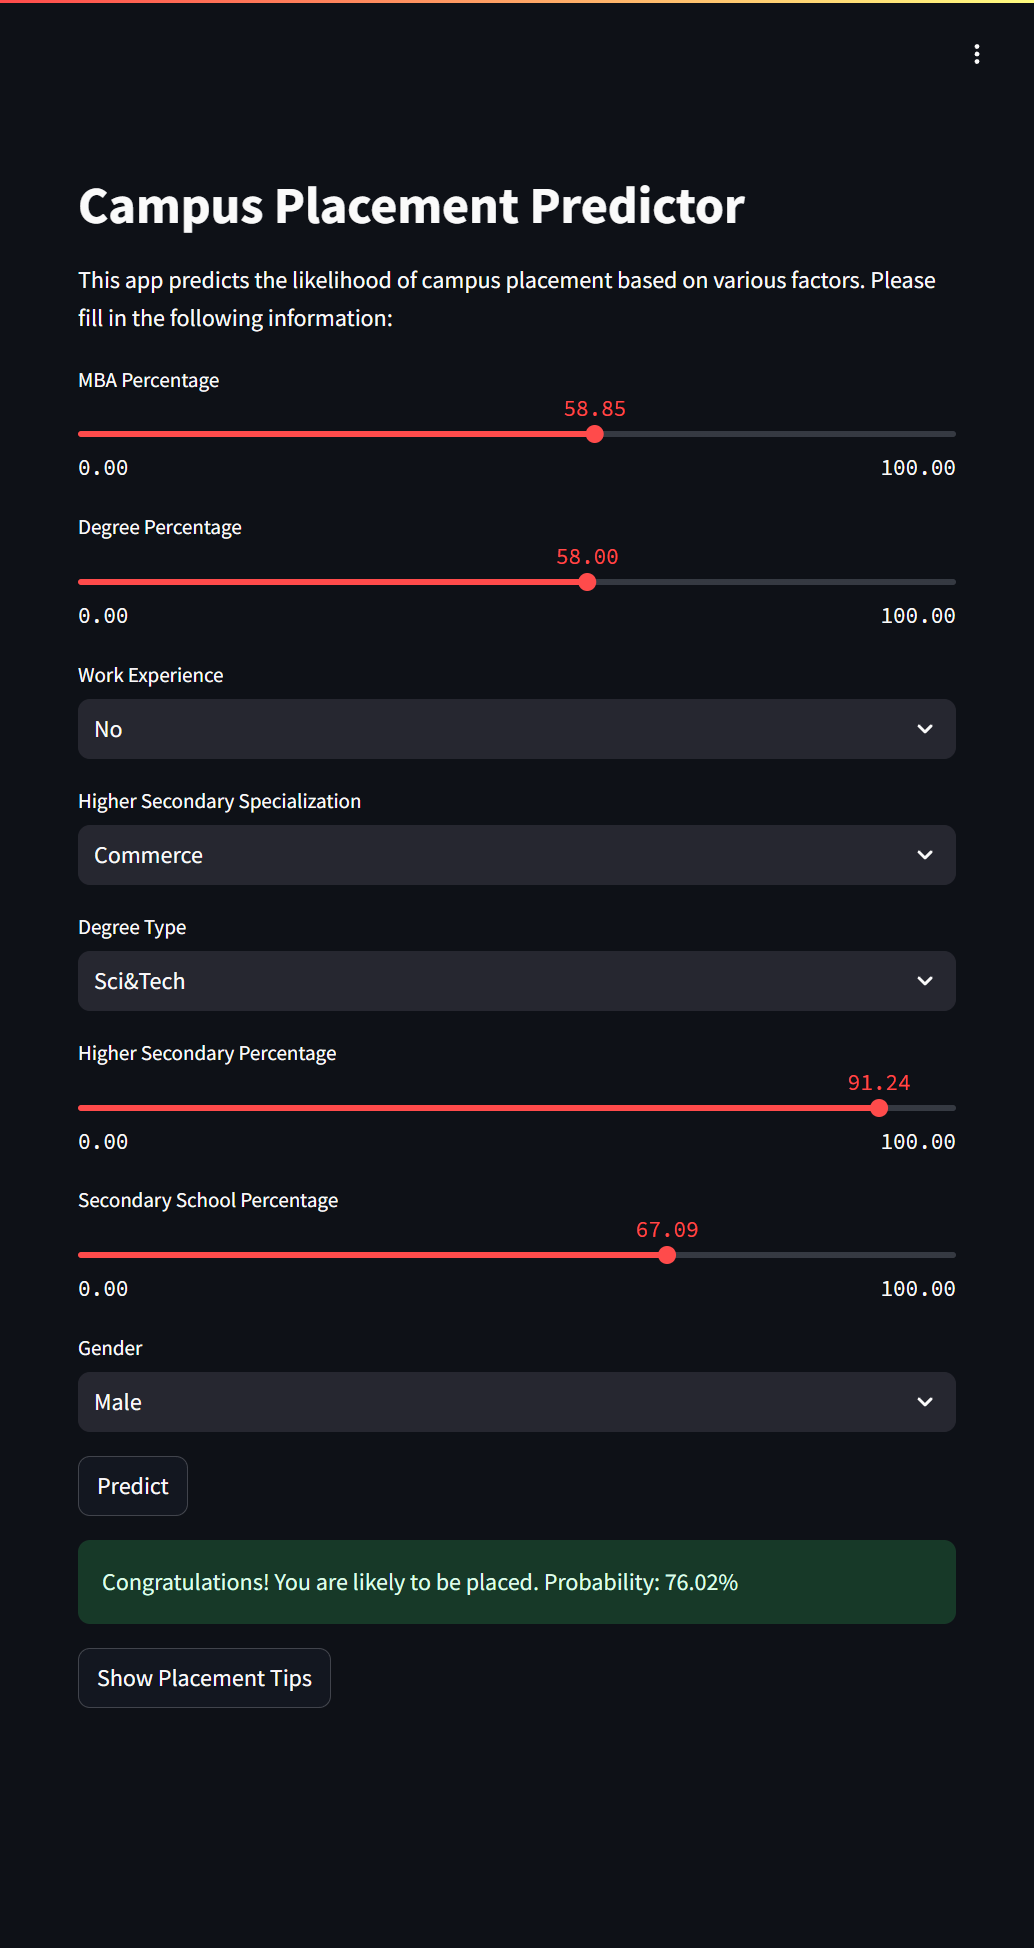 Campus Placement Predictor
This app predicts the likelihood of campus placement based on various factors. Please
fill in the following information:
MBA Percentage
58.85
0.00 100.00
Degree Percentage
58.00
0.00 100.00
Work Experience
No
Higher Secondary Specialization
Commerce
Degree Type
Sci&Tech
Higher Secondary Percentage
91.24
0.00 100.00
Secondary School Percentage
67.09
0.00 100.00
Gender
Male
Predict
Congratulations! You are likely to be placed. Probability: 76.02%
Show Placement Tips